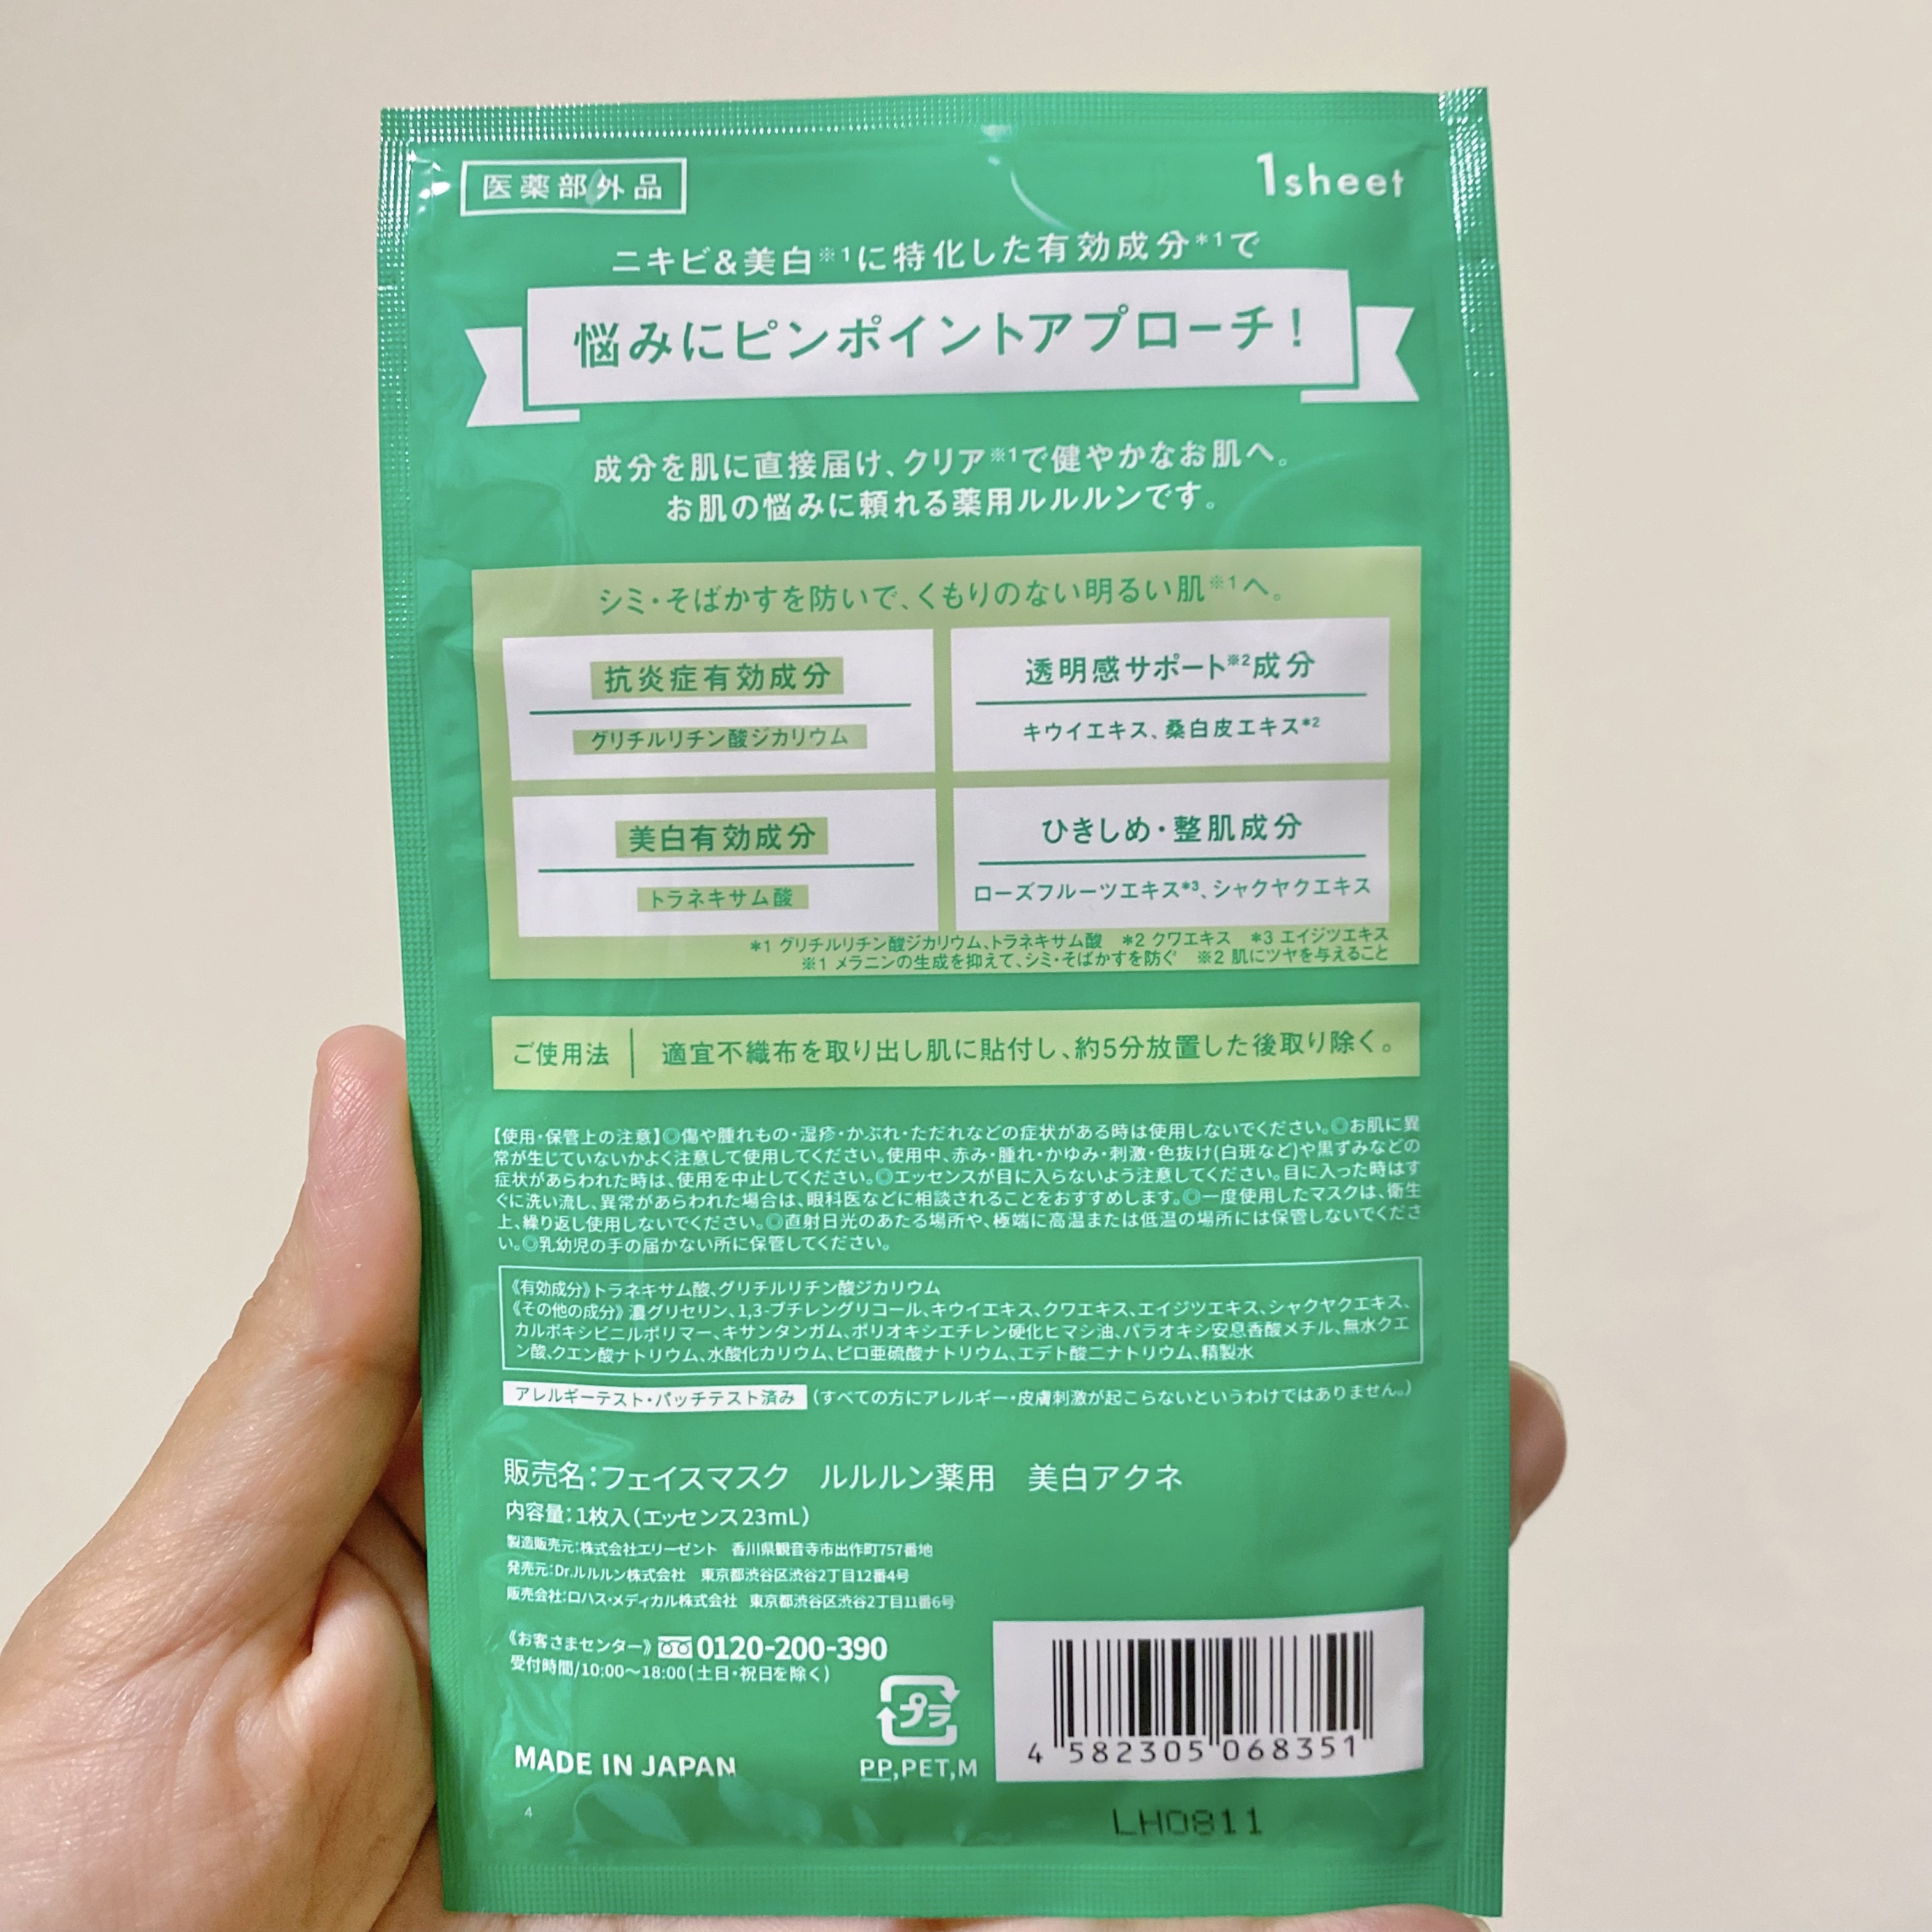 医薬部外品
1sheet
ニキビ&美白※1に特化した有効成分*1で
悩みにピンポイントアプローチ!
成分を肌に直接届け、クリア※1で健やかなお肌へ。
お肌の悩みに頼れる薬用ルルルンです。
シミ・そばかすを防いで、くもりのない明るい肌※1へ。
抗炎症有効成分
グリチルリチン酸ジカリウム
透明感サポート※2成分
キウイエキス、桑白皮エキス*2
美白有効成分
トラネキサム酸
ひきしめ・整肌成分
ローズフルーツエキス*3、シャクヤクエキス
*1 グリチルリチン酸ジカリウム、トラネキサム酸 *2 クワエキス *3 エイジツエキス
※1 メラニンの生成を抑えて、シミ・そばかすを防ぐ ※2 肌にツヤを与えること
ご使用法 適宜不織布を取り出し肌に貼付し、約5分放置した後取り除く。
【使用・保管上の注意】◎傷や腫れもの・湿疹・かぶれ・ただれなどの症状がある時は使用しないでください。◎お肌に異
常が生じていないかよく注意して使用してください。使用中、赤み・腫れ・かゆみ・刺激・色抜け(白斑など)や黒ずみなどの
症状があらわれた時は、使用を中止してください。◎エッセンスが目に入らないよう注意してください。目に入った時はす
ぐに洗い流し、異常があらわれた場合は、眼科医などに相談されることをおすすめします。◎一度使用したマスクは、衛生
上、繰り返し使用しないでください。◎直射日光のあたる場所や、極端に高温または低温の場所には保管しないでくださ
い。◎乳幼児の手の届かない所に保管してください。
《有効成分》トラネキサム酸、グリチルリチン酸ジカリウム
《その他の成分》濃グリセリン、1,3-ブチレングリコール、キウイエキス、クワエキス、エイジツエキス、シャクヤクエキス、
カルボキシビニルポリマー、キサンタンガム、ポリオキシエチレン硬化ヒマシ油、パラオキシ安息香酸メチル、無水クエ
ン酸、クエン酸ナトリウム、水酸化カリウム、ピロ亜硫酸ナトリウム、エデト酸二ナトリウム、精製水
アレルギーテスト・パッチテスト済み (すべての方にアレルギー・皮膚刺激が起こらないというわけではありません。)
販売名:フェイスマスク ルルルン薬用 美白アクネ
内容量:1枚入(エッセンス23mL)
製造販売元:株式会社エリーゼント 香川県観音寺市出作町757番地
発売元:Dr.ルルルン株式会社 東京都渋谷区渋谷2丁目12番4号
販売会社:ロハス・メディカル株式会社 東京都渋谷区渋谷2丁目11番6号
《お客さまセンター》 0120-200-390
受付時間/10:00〜18:00(土日・祝日を除く)
プラ
PP,PET,M
MADE IN JAPAN
4 582305 068351
4
LH0811